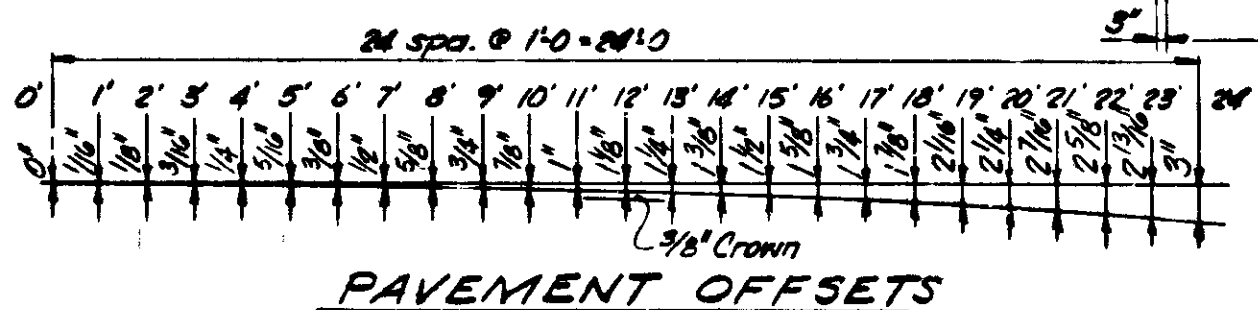 3"
24 spa. @ 1'-0 = 24'-0
0' 1' 2' 3' 4' 5' 6' 7' 8' 9' 10' 11' 12' 13' 14' 15' 16' 17' 18' 19' 20' 21' 22' 23' 24
0" 1/16" 1/8" 3/16" 1/4" 5/16" 3/8" 1/2" 5/8" 3/4" 7/8" 1" 1 1/8" 1 1/4" 1 3/8" 1 1/2" 1 5/8" 1 3/4" 1 7/8" 2 1/16" 2 1/4" 2 7/16" 2 5/8" 2 13/16" 3"
3/8" Crown
PAVEMENT OFFSETS